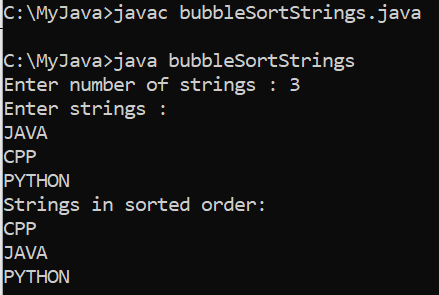 C:\MyJava>javac bubbleSortStrings.java
C:\MyJava>java bubbleSortStrings
Enter number of strings : 3
Enter strings :
JAVA
CPP
PYTHON
Strings in sorted order:
CPP
JAVA
PYTHON